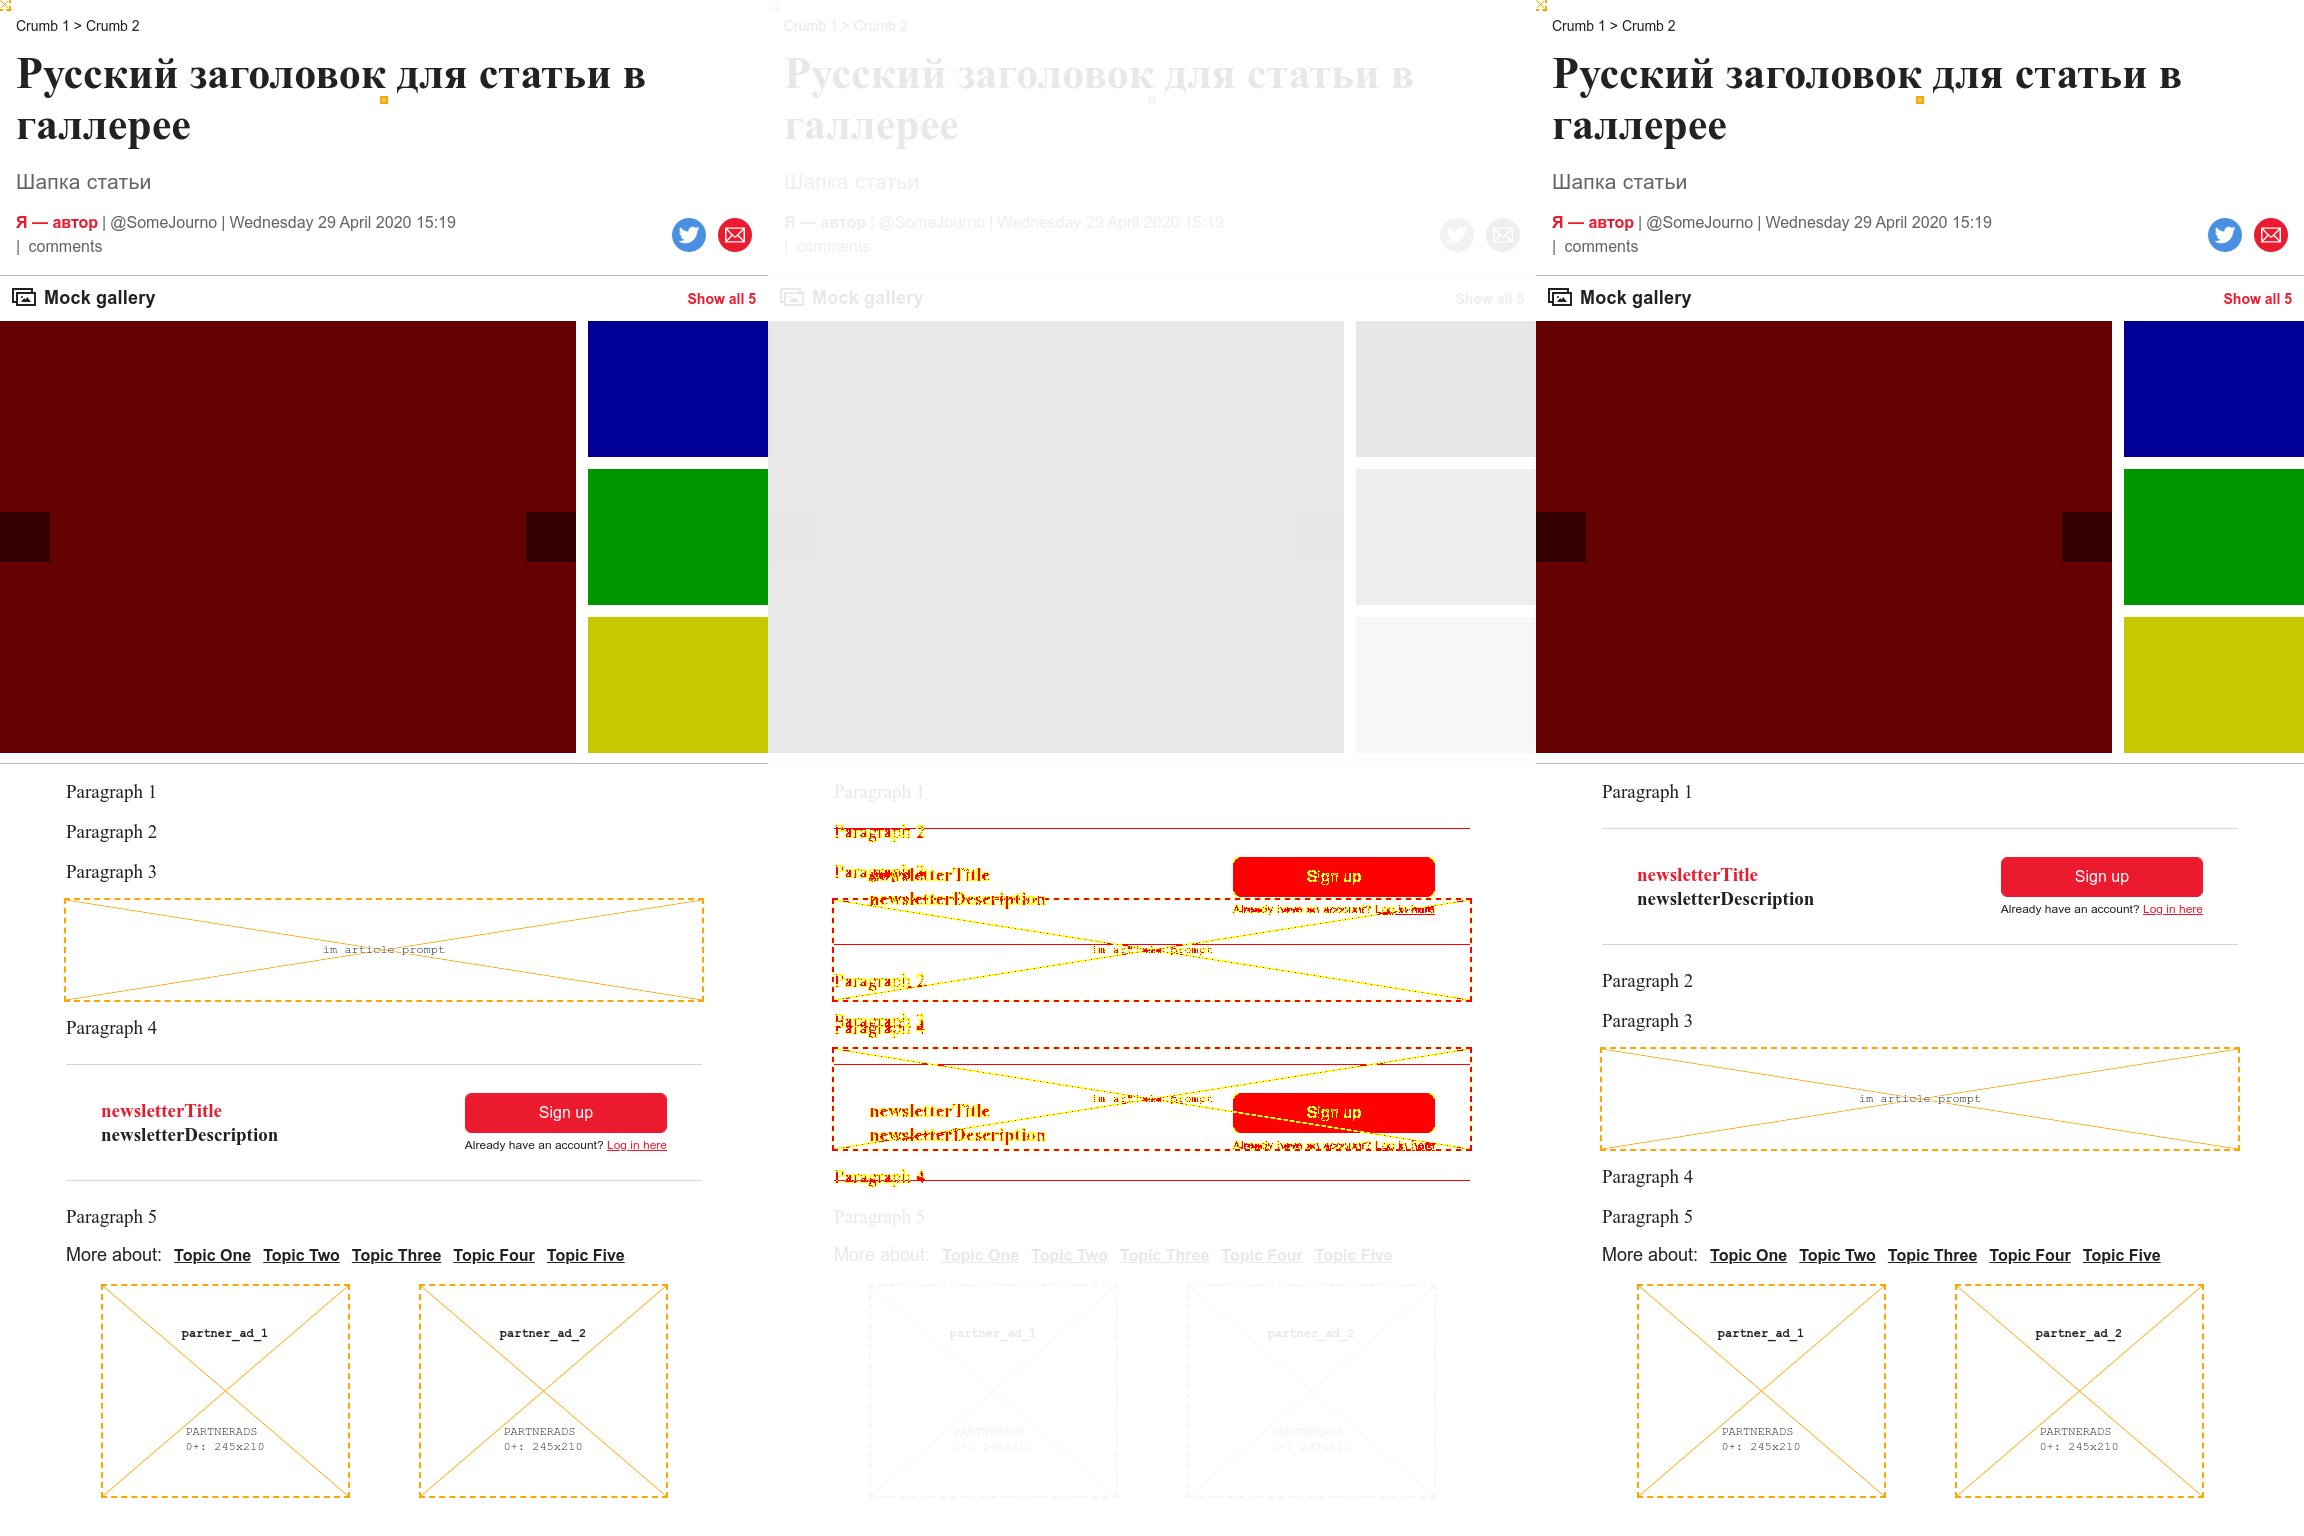 Crumb 1 > Crumb 2
Русский заголовок для статьи в
галлерее
Шапка статьи
Я — автор | @SomeJourno | Wednesday 29 April 2020 15:19
| comments
Mock gallery
Show all 5
Paragraph 1
Paragraph 2
Paragraph 3
im article prompt
Paragraph 4
newsletterTitle
newsletterDescription
Sign up
Already have an account? Log in here
Paragraph 5
More about: Topic One Topic Two Topic Three Topic Four Topic Five
partner_ad_1
PARTNERADS
0+: 245x210
partner_ad_2
PARTNERADS
0+: 245x210
Crumb 1 > Crumb 2
Русский заголовок для статьи в
галлерее
Шапка статьи
Я — автор | @SomeJourno | Wednesday 29 April 2020 15:19
| comments
Mock gallery
Show all 5
Paragraph 1
Paragraph 2
newsletterTitle
newsletterDescription
Sign up
Already have an account? Log in here
im article prompt
Paragraph 2
im article prompt
newsletterTitle
newsletterDescription
Sign up
Already have an account? Log in here
Paragraph 4
Paragraph 5
More about: Topic One Topic Two Topic Three Topic Four Topic Five
partner_ad_1
PARTNERADS
0+: 245x210
partner_ad_2
PARTNERADS
0+: 245x210
Crumb 1 > Crumb 2
Русский заголовок для статьи в
галлерее
Шапка статьи
Я — автор | @SomeJourno | Wednesday 29 April 2020 15:19
| comments
Mock gallery
Show all 5
Paragraph 1
newsletterTitle
newsletterDescription
Sign up
Already have an account? Log in here
Paragraph 2
Paragraph 3
im article prompt
Paragraph 4
Paragraph 5
More about: Topic One Topic Two Topic Three Topic Four Topic Five
partner_ad_1
PARTNERADS
0+: 245x210
partner_ad_2
PARTNERADS
0+: 245x210